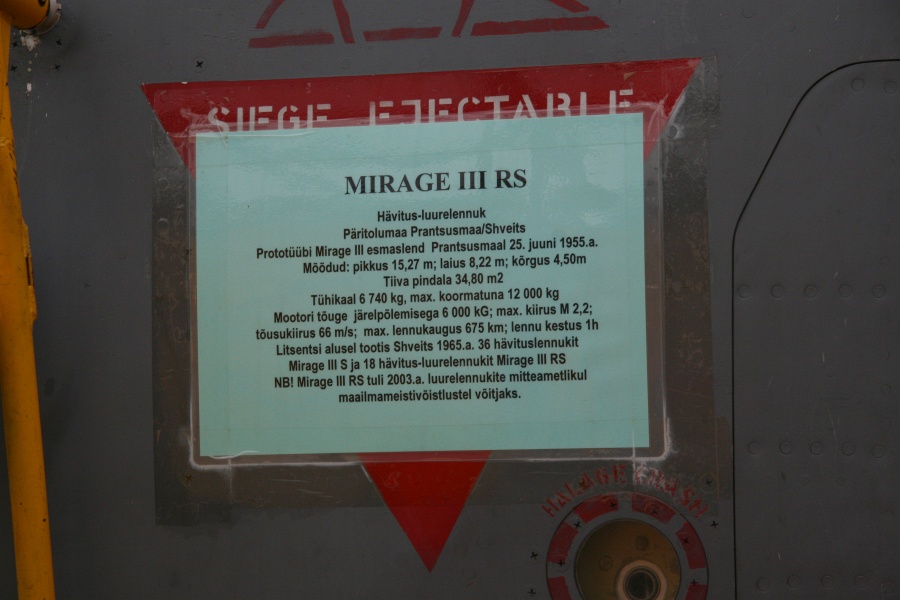 SIEGE EJECTABLE
MIRAGE III RS
Hävitus-luurelennuk
Päritolumaa Prantsusmaa/Shveits
Prototüübi Mirage III esmaslend Prantsusmaal 25. juuni 1955.a.
Mõõdud: pikkus 15,27 m; laius 8,22 m; kõrgus 4,50m
Tiiva pindala 34,80 m2
Tühikaal 6 740 kg, max. koormatuna 12 000 kg
Mootori tõuge järelpõlemisega 6 000 kG; max. kiirus M 2,2;
tõusukiirus 66 m/s; max. lennukaugus 675 km; lennu kestus 1h
Litsentsi alusel tootis Shveits 1965.a. 36 hävituslennukit
Mirage III S ja 18 hävitus-luurelennukit Mirage III RS
NB! Mirage III RS tuli 2003.a. luurelennukite mitteametlikul
maailmameistivõistlustel võitjaks.
HALAGE